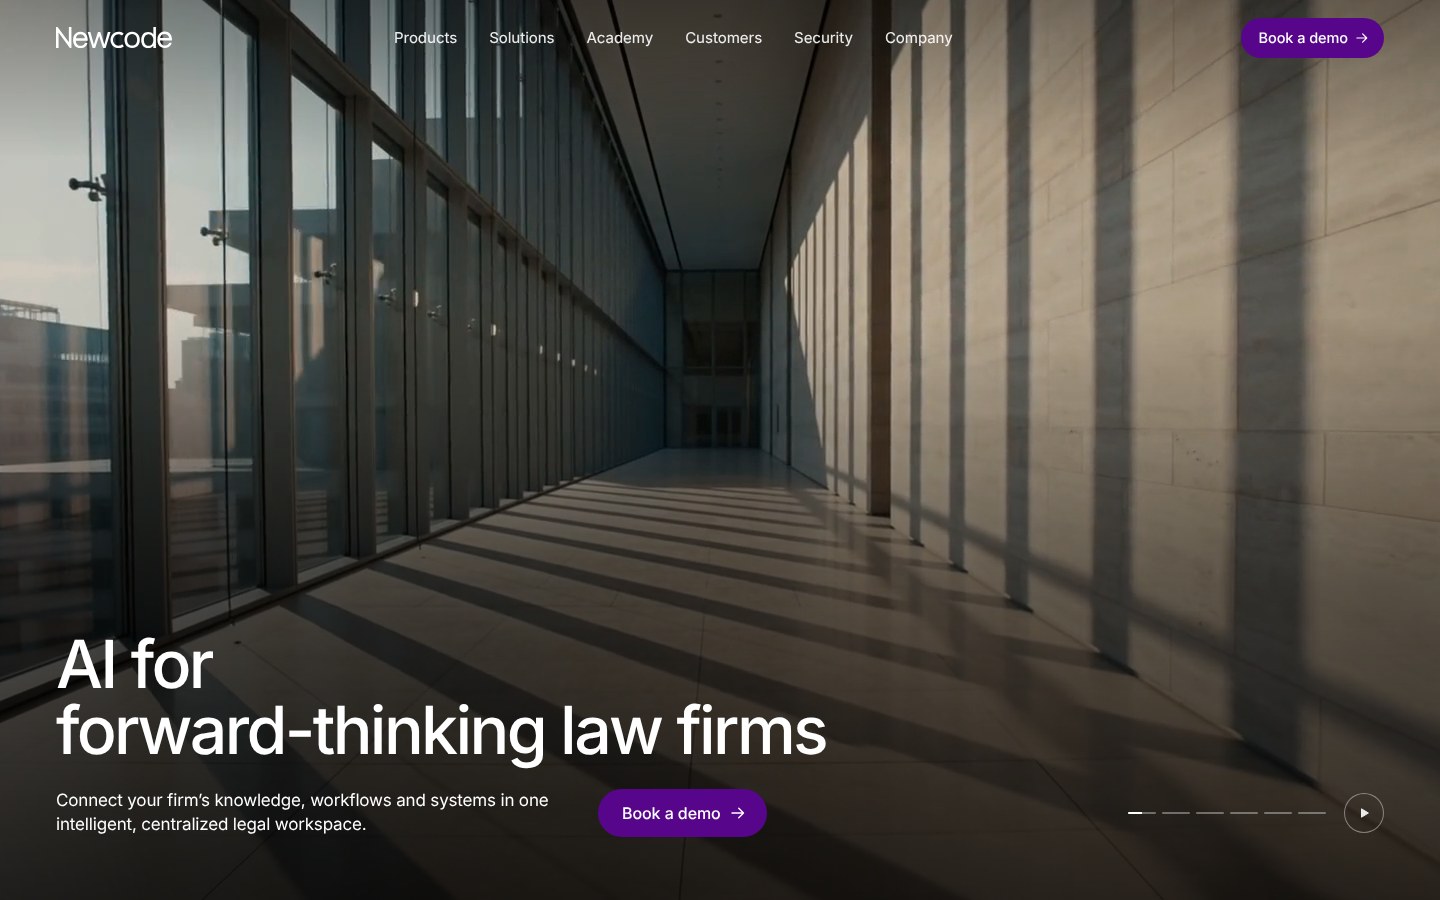 Newcode
Products
Solutions
Academy
Customers
Security
Company
Book a demo
AI for
forward-thinking law firms
Connect your firm’s knowledge, workflows and systems in one
intelligent, centralized legal workspace.
Book a demo